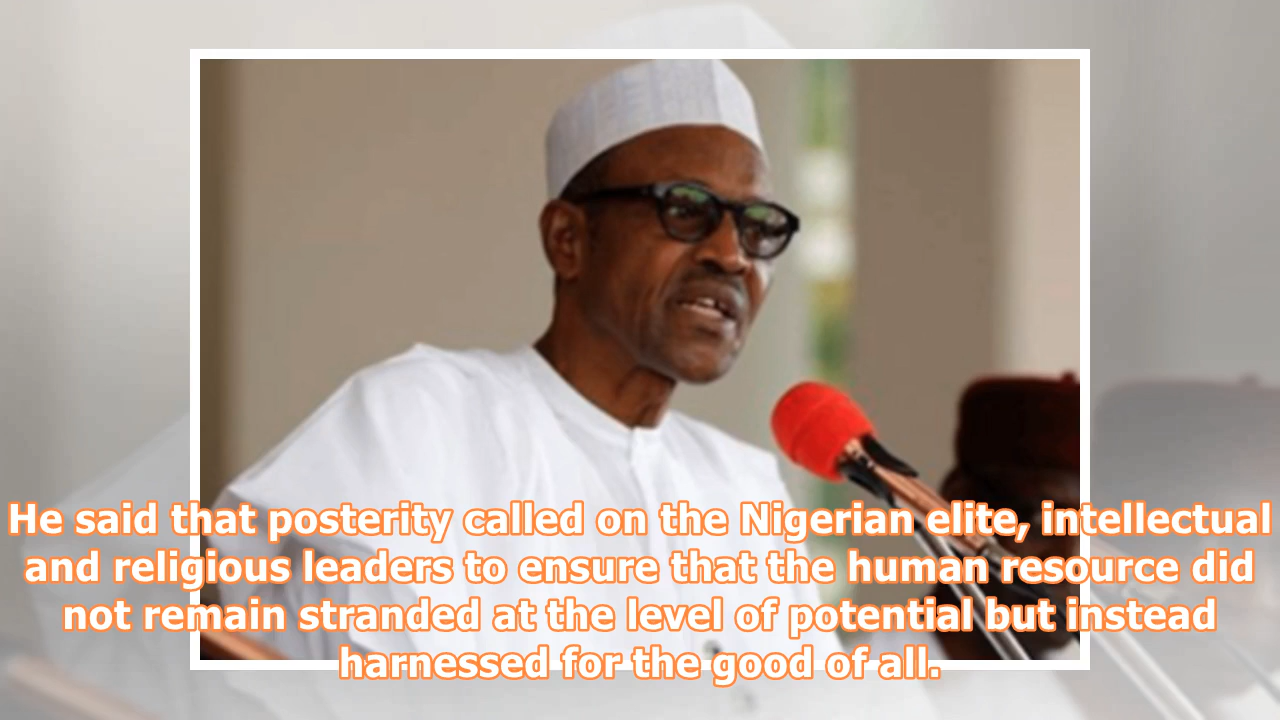 He said that posterity called on the Nigerian elite, intellectual
and religious leaders to ensure that the human resource did
not remain stranded at the level of potential but instead
harnessed for the good of all.